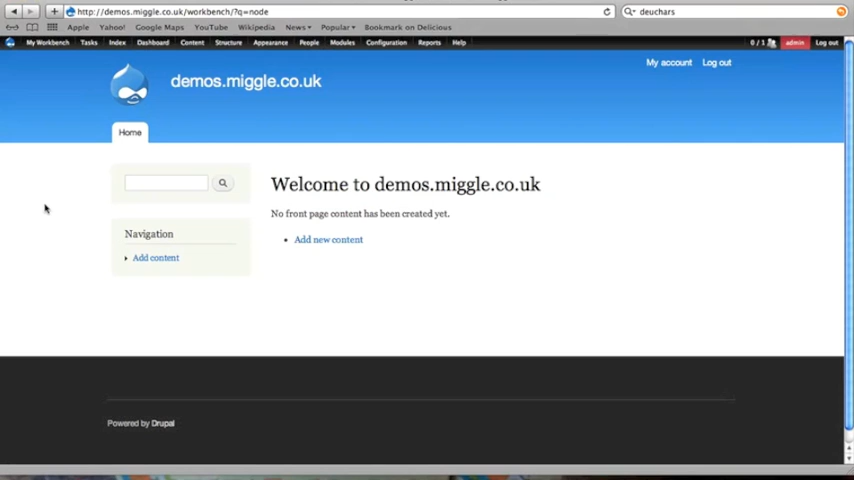 http://demos.miggle.co.uk/workbench/?q=node
deuchars
Apple Yahoo! Google Maps YouTube Wikipedia News Popular Bookmark on Delicious
My Workbench Tasks Index Dashboard Content Structure Appearance People Modules Configuration Reports Help 0 / 1 admin Log out
My account Log out
demos.miggle.co.uk
Home
Welcome to demos.miggle.co.uk
No front page content has been created yet.
Navigation
Add new content
Add content
Powered by Drupal